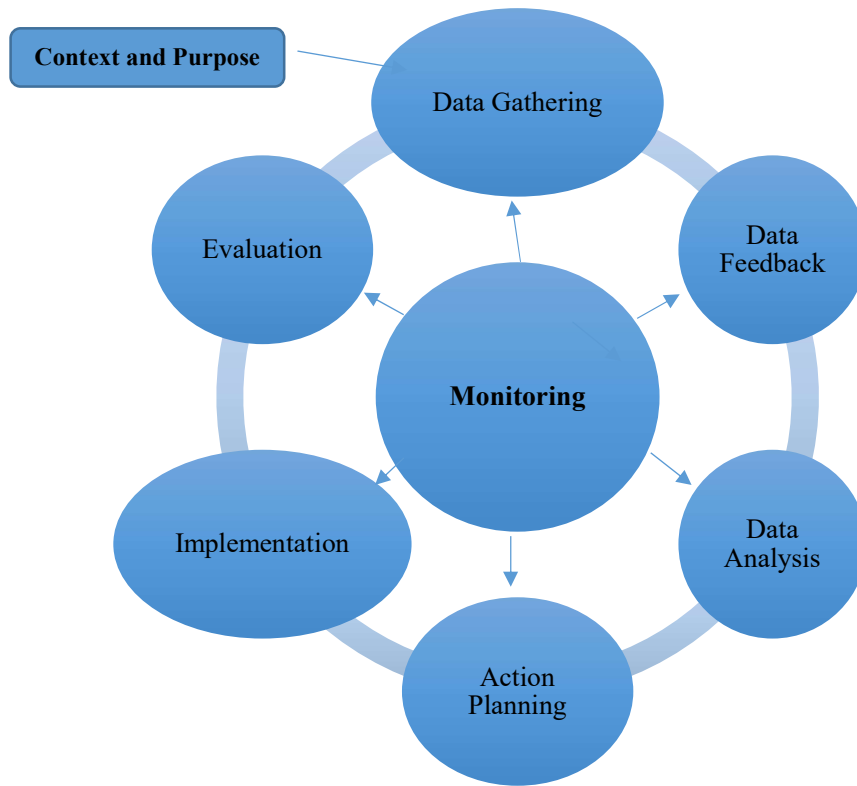 Context and Purpose
Data Gathering
Evaluation
Data
Feedback
Monitoring
Implementation
Data
Analysis
Action
Planning